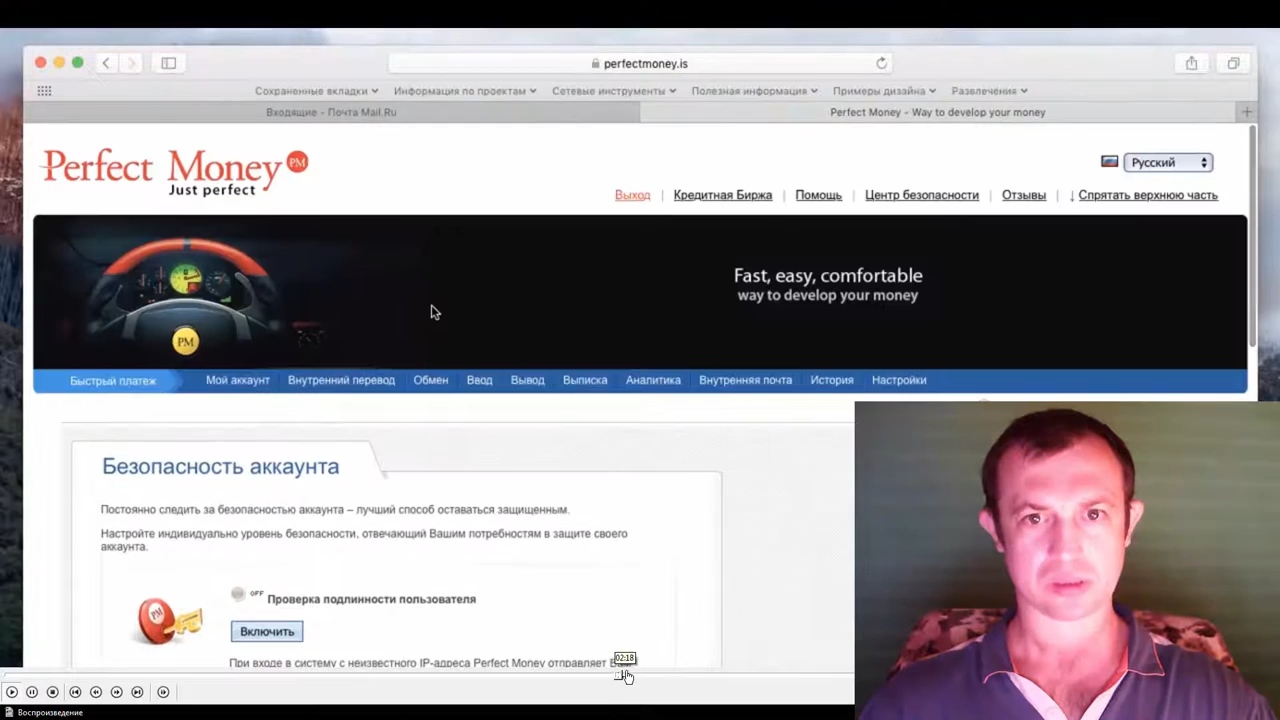 perfectmoney.is
Сохраненные вкладки Информация по проектам Сетевые инструменты Полезная информация Примеры дизайна Развлечения
Входящие – Почта Mail.Ru Perfect Money - Way to develop your money
Perfect Money PM
Just perfect
Русский
Выход | Кредитная Биржа | Помощь | Центр безопасности | Отзывы | ↓ Спрятать верхнюю часть
Fast, easy, comfortable
way to develop your money
PM
Быстрый платеж Мой аккаунт Внутренний перевод Обмен Ввод Вывод Выписка Аналитика Внутренняя почта История Настройки
Безопасность аккаунта
Постоянно следить за безопасностью аккаунта – лучший способ оставаться защищенным.
Настройте индивидуально уровень безопасности, отвечающий Вашим потребностям в защите своего
аккаунта.
OFF Проверка подлинности пользователя
PM
Включить
При входе в систему с неизвестного IP-адреса Perfect Money отправляет
02:18
Воспроизведение